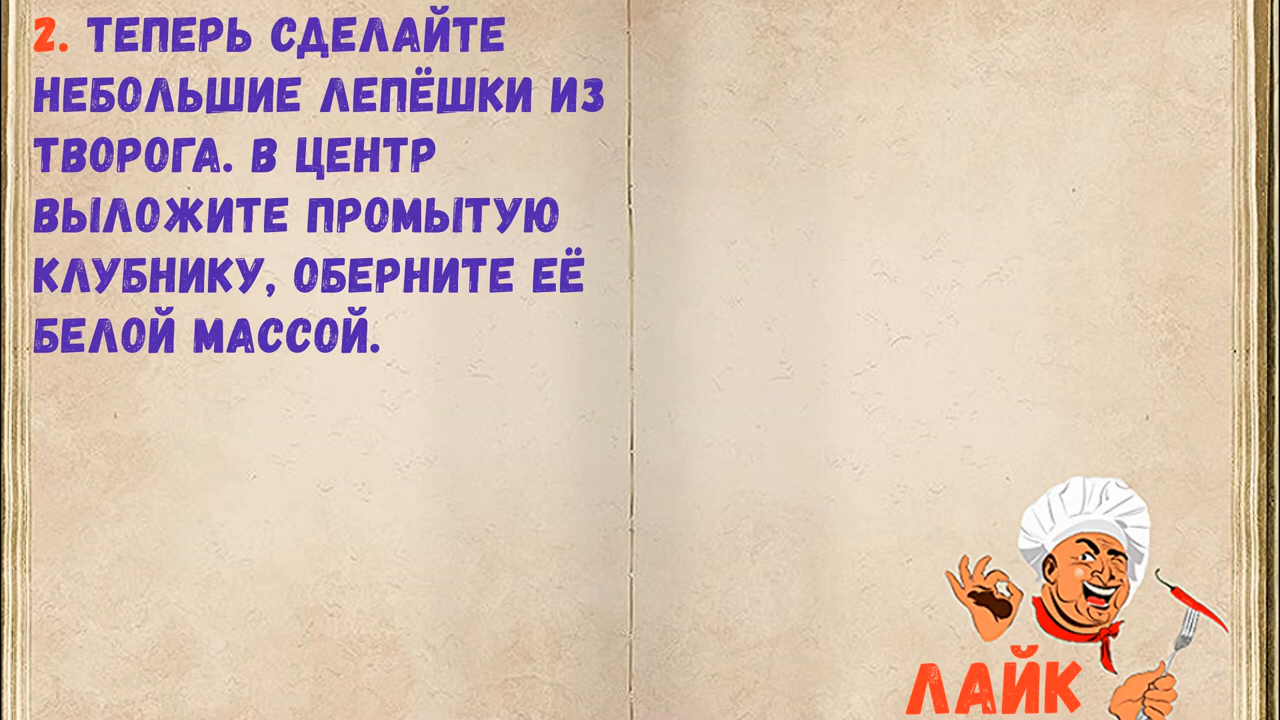 2. ТЕПЕРЬ СДЕЛАЙТЕ
НЕБОЛЬШИЕ ЛЕПЁШКИ ИЗ
ТВОРОГА. В ЦЕНТР
ВЫЛОЖИТЕ ПРОМЫТУЮ
КЛУБНИКУ, ОБЕРНИТЕ ЕЁ
БЕЛОЙ МАССОЙ.
ЛАЙК